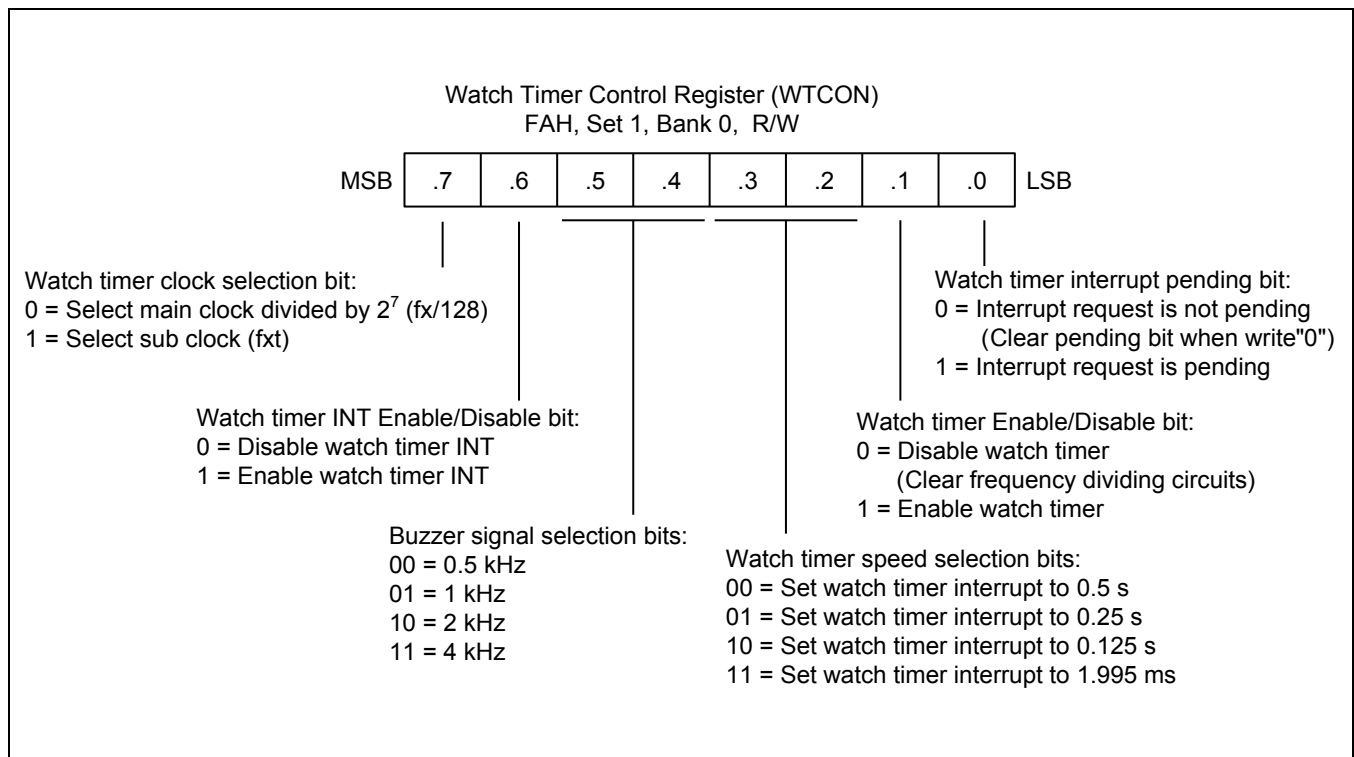 Watch Timer Control Register (WTCON)
FAH, Set 1, Bank 0, R/W
MSB .7 .6 .5 .4 .3 .2 .1 .0 LSB
Watch timer clock selection bit:
0 = Select main clock divided by 2⁷ (fx/128)
1 = Select sub clock (fxt)
Watch timer interrupt pending bit:
0 = Interrupt request is not pending
(Clear pending bit when write"0")
1 = Interrupt request is pending
Watch timer INT Enable/Disable bit:
0 = Disable watch timer INT
1 = Enable watch timer INT
Watch timer Enable/Disable bit:
0 = Disable watch timer
(Clear frequency dividing circuits)
1 = Enable watch timer
Buzzer signal selection bits:
00 = 0.5 kHz
01 = 1 kHz
10 = 2 kHz
11 = 4 kHz
Watch timer speed selection bits:
00 = Set watch timer interrupt to 0.5 s
01 = Set watch timer interrupt to 0.25 s
10 = Set watch timer interrupt to 0.125 s
11 = Set watch timer interrupt to 1.995 ms